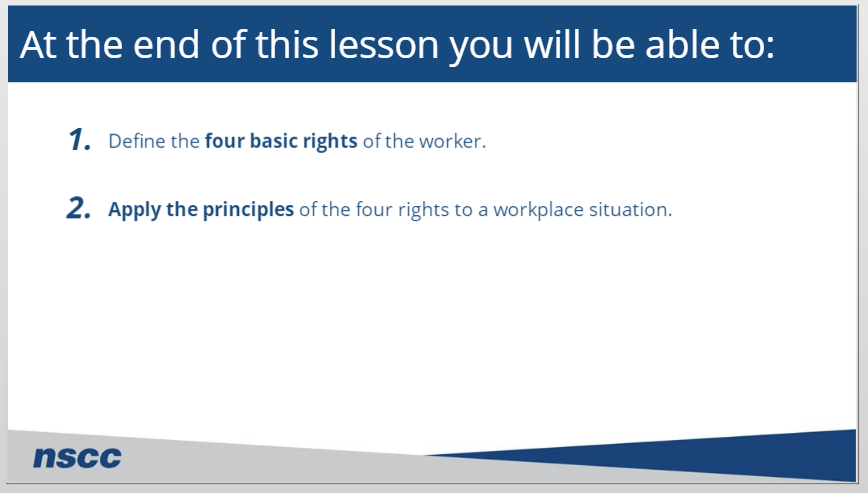 At the end of this lesson you will be able to:
1. Define the four basic rights of the worker.
2. Apply the principles of the four rights to a workplace situation.
nscc